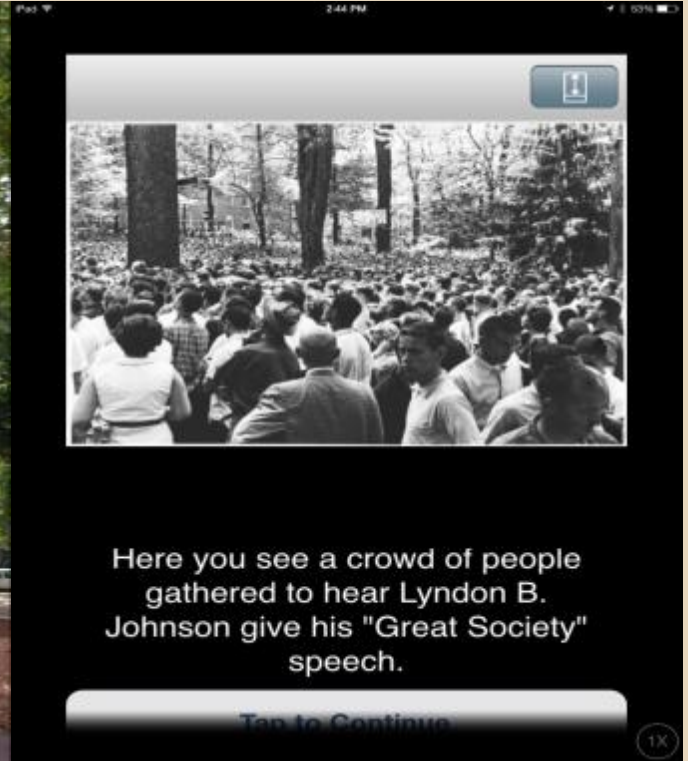 iPad 2:44 PM 53%
Here you see a crowd of people
gathered to hear Lyndon B.
Johnson give his "Great Society"
speech.
Tap to Continue
1X